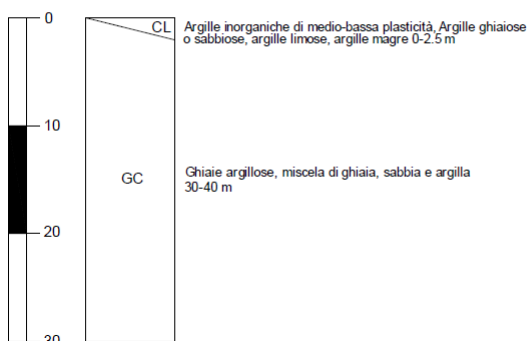 0
CL
Argille inorganiche di medio-bassa plasticità, Argille ghiaiose
o sabbiose, argille limose, argille magre 0-2.5 m
10
GC
Ghiaie argillose, miscela di ghiaia, sabbia e argilla
30-40 m
20
30